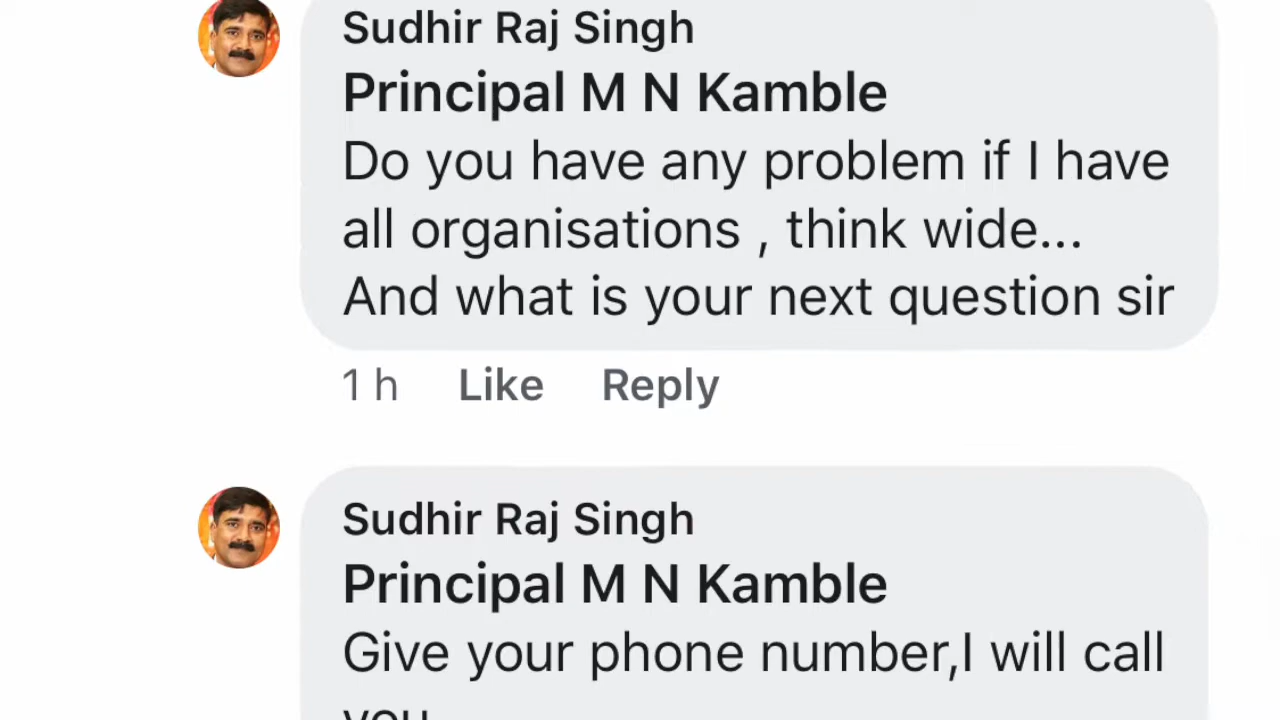 Sudhir Raj Singh
Principal M N Kamble
Do you have any problem if I have
all organisations , think wide...
And what is your next question sir
1 h Like Reply
Sudhir Raj Singh
Principal M N Kamble
Give your phone number,I will call
you